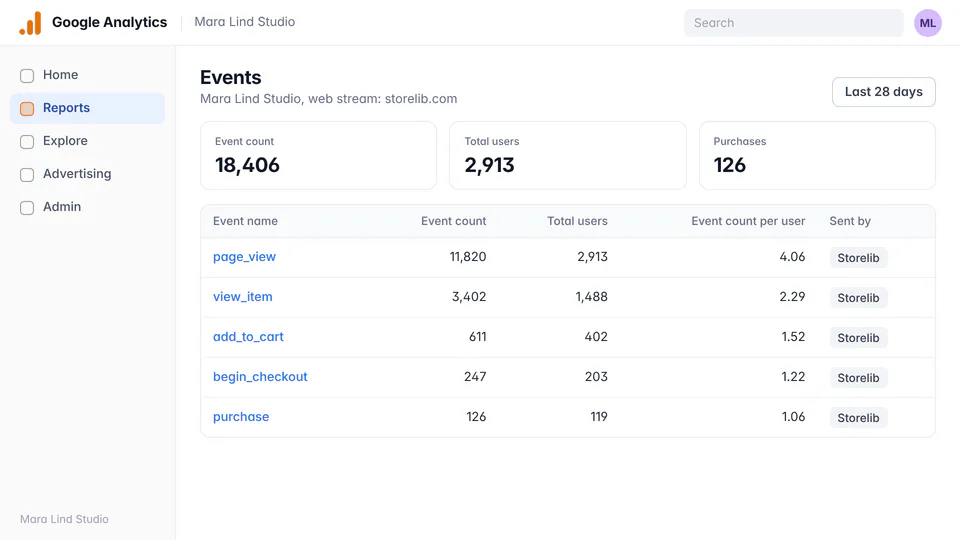 Google Analytics
Mara Lind Studio
Search
ML
Home
Reports
Explore
Advertising
Admin
Mara Lind Studio
Events
Mara Lind Studio, web stream: storelib.com
Last 28 days
Event count
18,406
Total users
2,913
Purchases
126
Event name Event count Total users Event count per user Sent by
page_view 11,820 2,913 4.06 Storelib
view_item 3,402 1,488 2.29 Storelib
add_to_cart 611 402 1.52 Storelib
begin_checkout 247 203 1.22 Storelib
purchase 126 119 1.06 Storelib